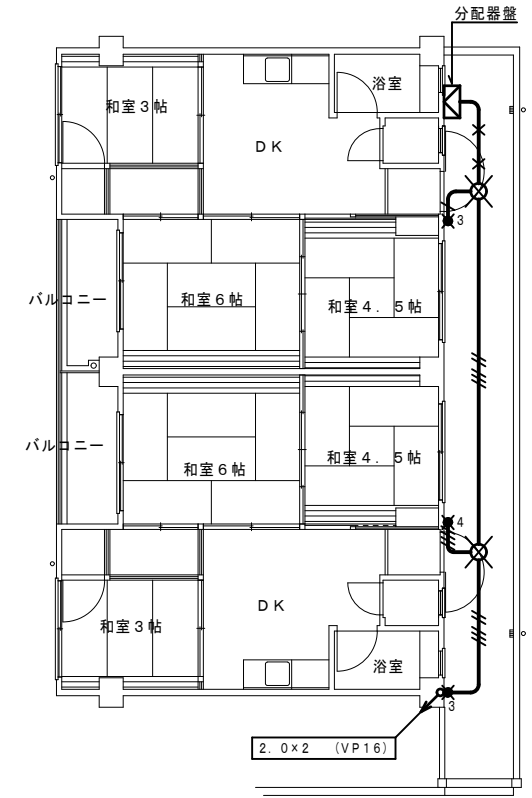 分配器盤
浴室
和室3帖
DK
3
バルコニー
和室6帖
和室4.5帖
バルコニー
和室6帖
和室4.5帖
4
DK
和室3帖
浴室
3
2.0×2 (VP16)